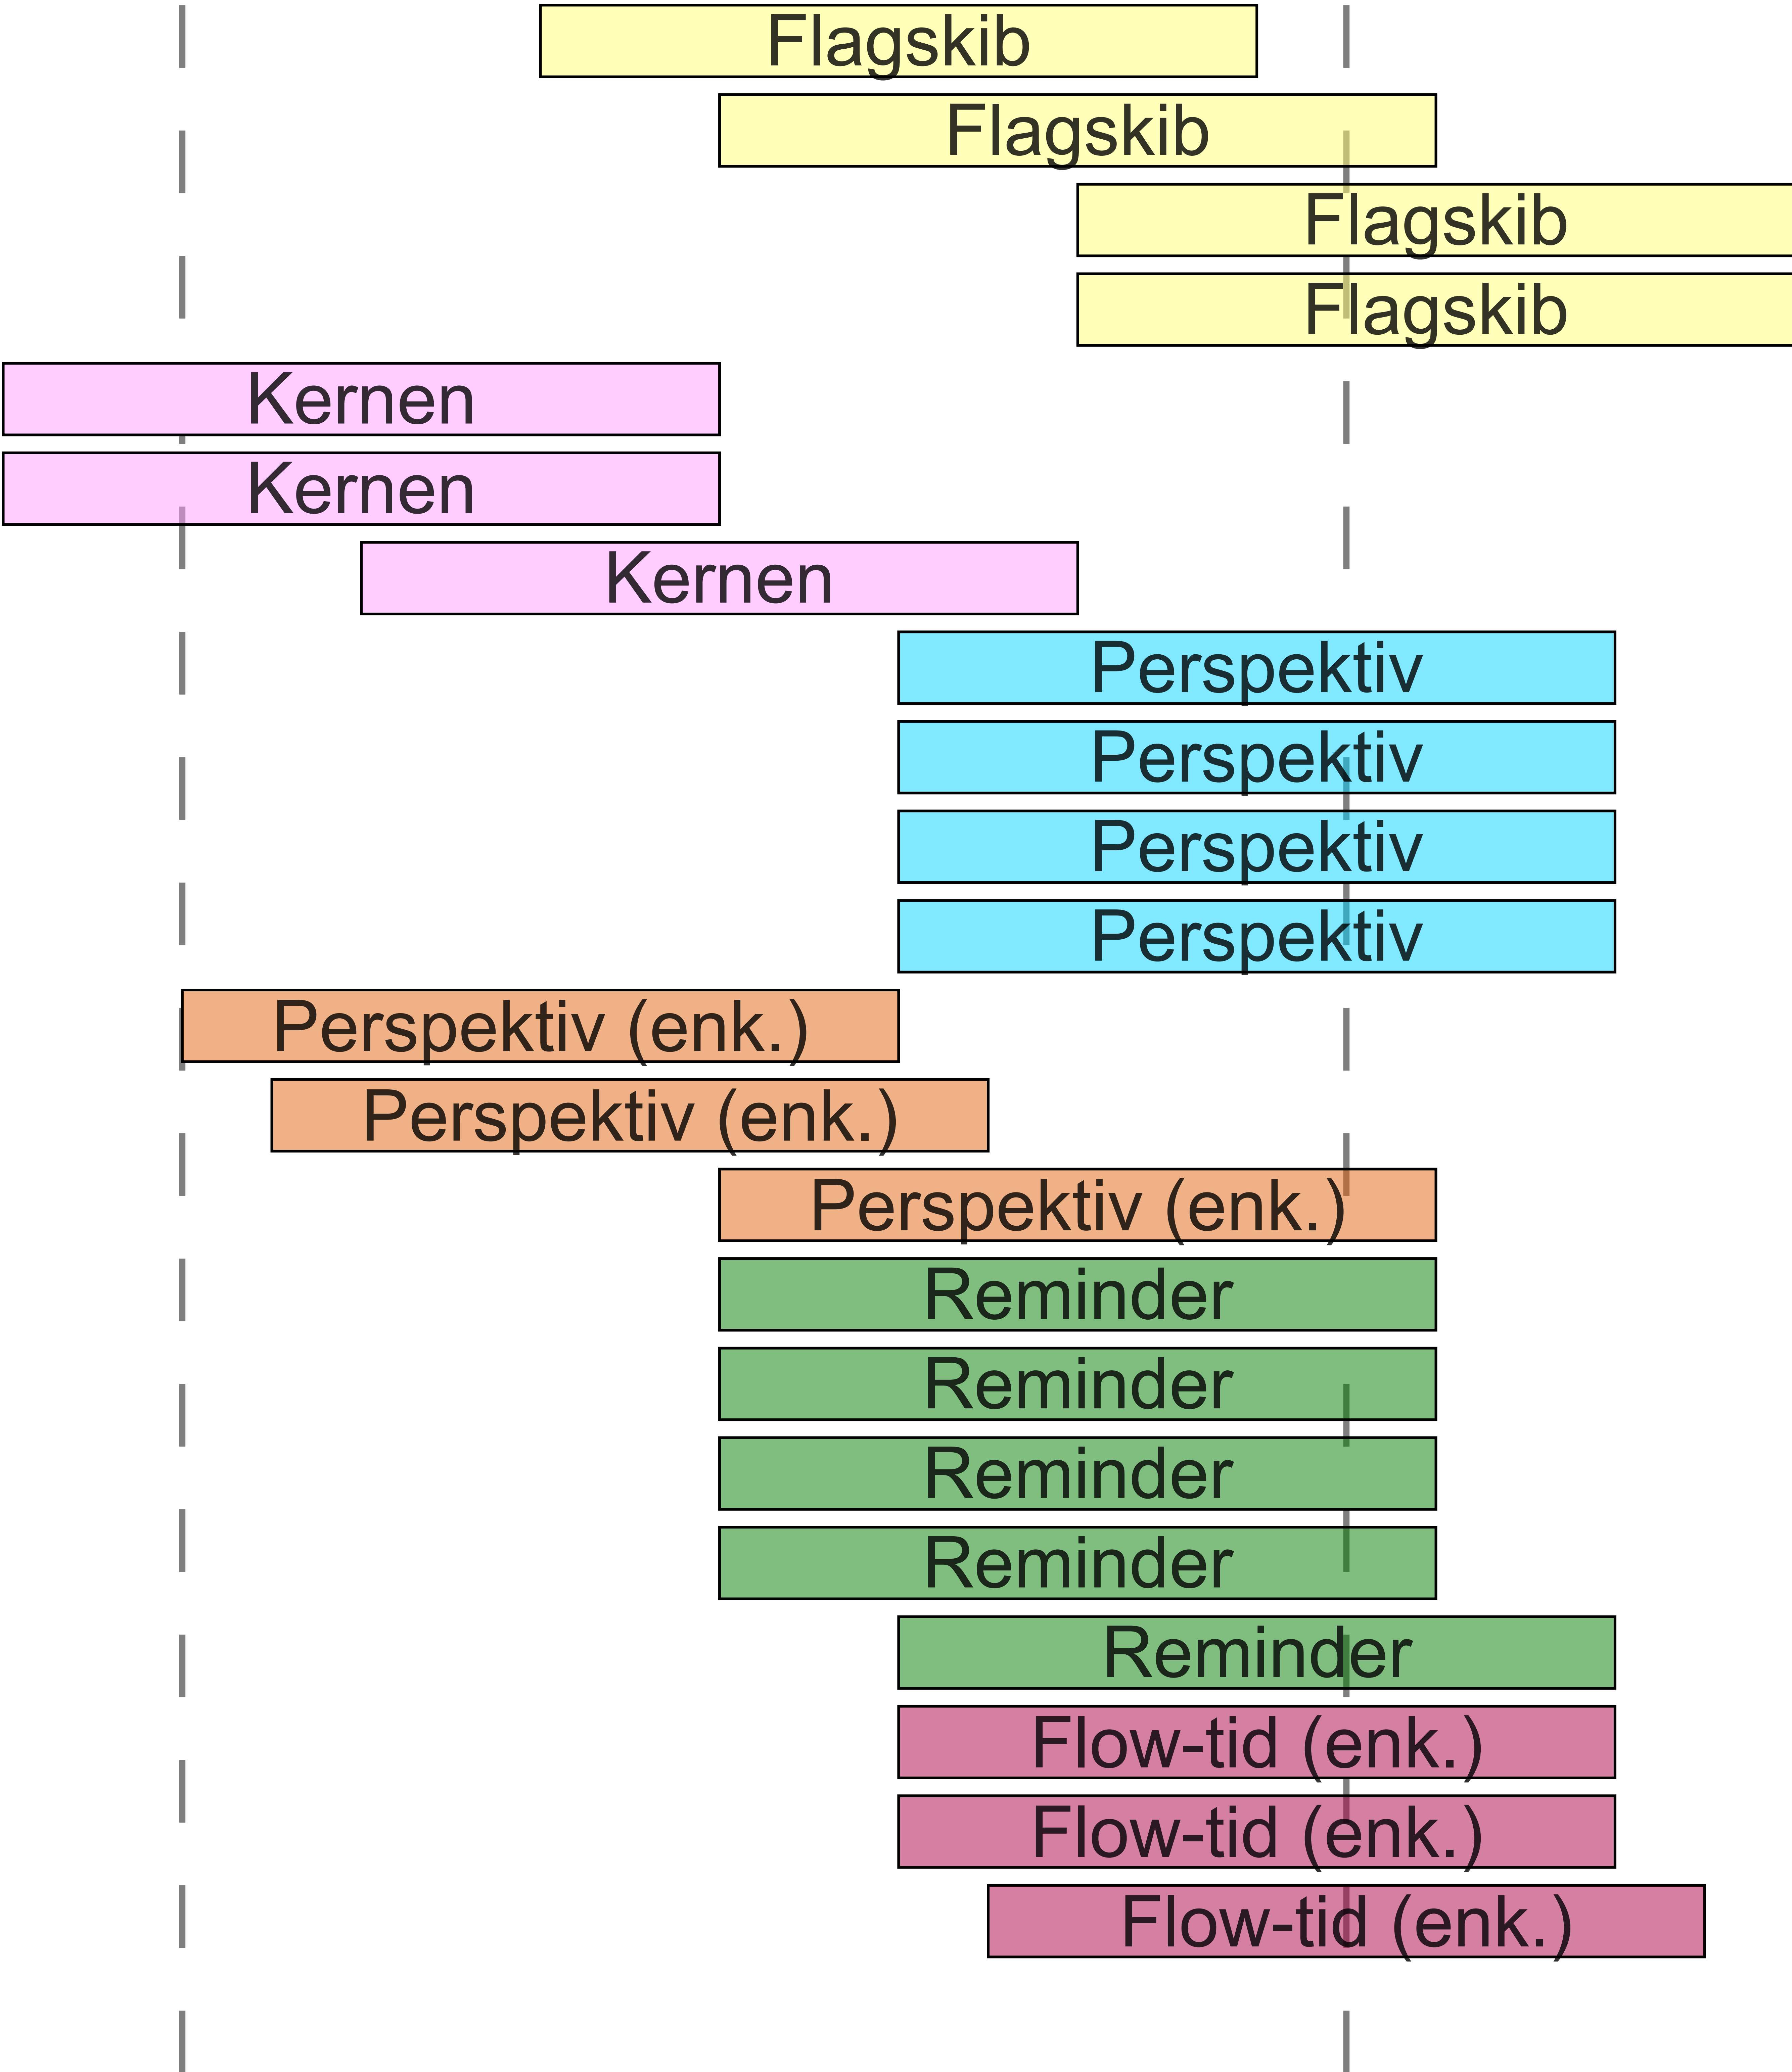 Flagskib
Flagskib
Flagskib
Flagskib
Kernen
Kernen
Kernen
Perspektiv
Perspektiv
Perspektiv
Perspektiv
Perspektiv (enk.)
Perspektiv (enk.)
Perspektiv (enk.)
Reminder
Reminder
Reminder
Reminder
Reminder
Flow-tid (enk.)
Flow-tid (enk.)
Flow-tid (enk.)